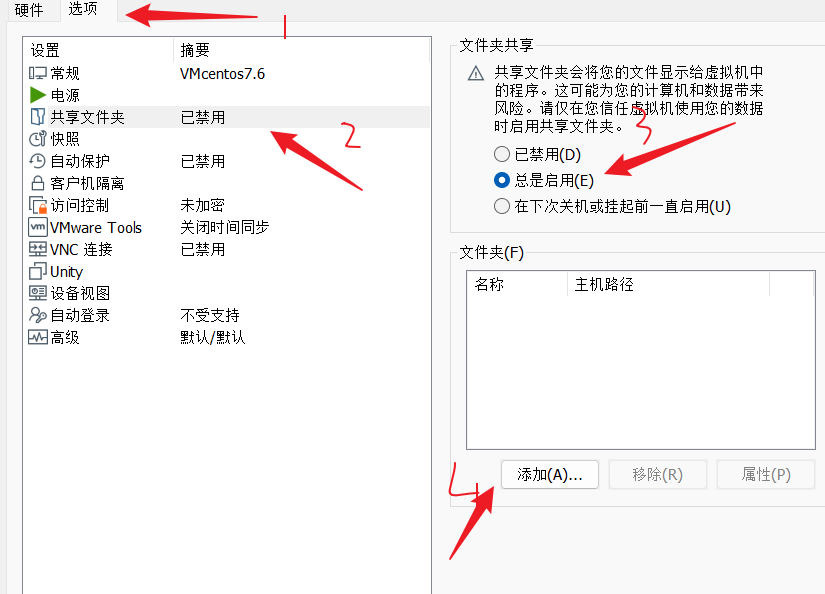 硬件 选项
1
设置 摘要
常规 VMcentos7.6
电源
共享文件夹 已禁用
2
快照
自动保护 已禁用
客户机隔离
访问控制 未加密
VMware Tools 关闭时间同步
VNC 连接 已禁用
Unity
设备视图
自动登录 不受支持
高级 默认/默认
文件夹共享
共享文件夹会将您的文件显示给虚拟机中
的程序。这可能为您的计算机和数据带来
风险。请仅在您信任虚拟机使用您的数据
时启用共享文件夹。
3
已禁用(D)
总是启用(E)
在下次关机或挂起前一直启用(U)
文件夹(F)
名称 主机路径
4
添加(A)... 移除(R) 属性(P)